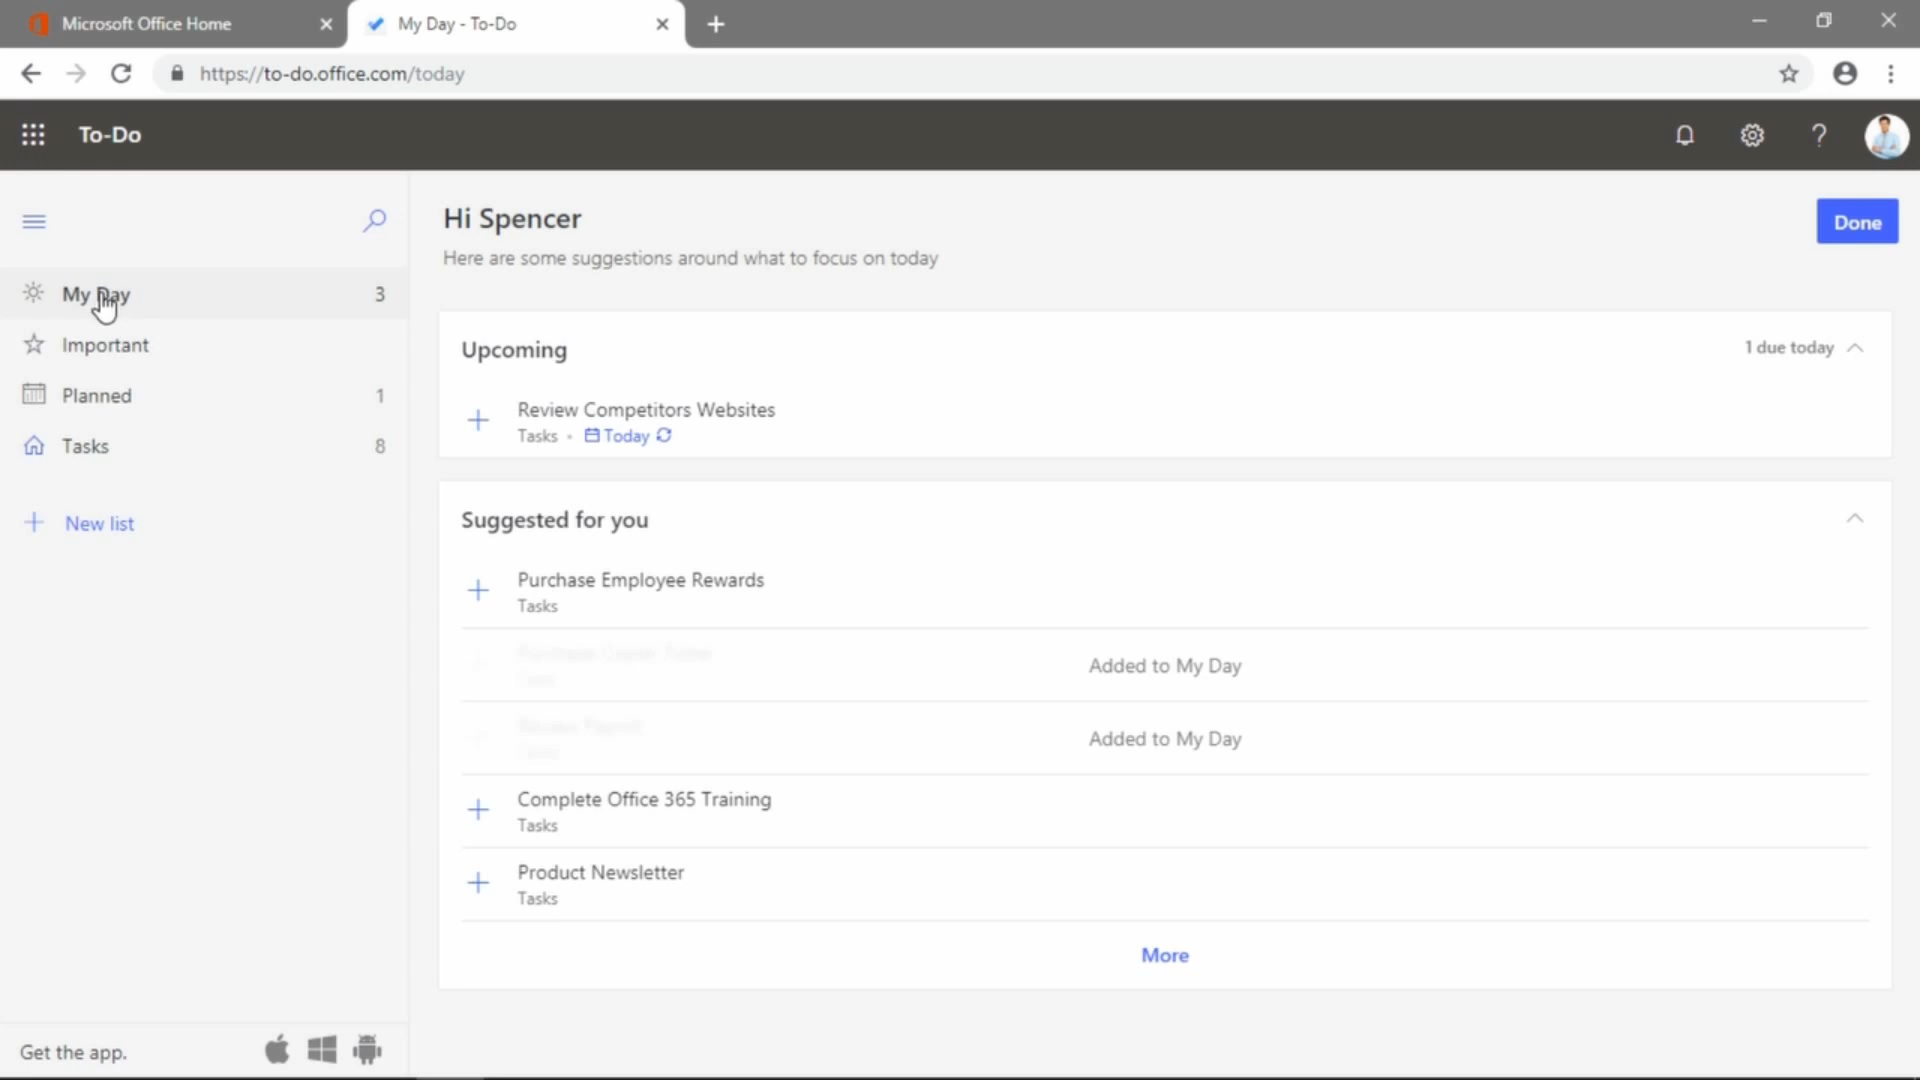 Microsoft Office Home
My Day - To-Do
https://to-do.office.com/today
To-Do
Hi Spencer
Done
Here are some suggestions around what to focus on today
My Day 3
Important
Planned 1
Tasks 8
New list
Upcoming
1 due today
Review Competitors Websites
Tasks • Today
Suggested for you
Purchase Employee Rewards
Tasks
Added to My Day
Added to My Day
Complete Office 365 Training
Tasks
Product Newsletter
Tasks
More
Get the app.